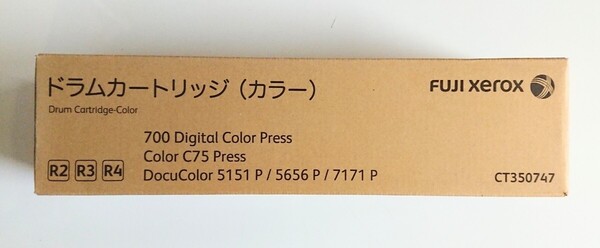 ドラムカートリッジ（カラー）
Drum Cartridge-Color
FUJI xerox
700 Digital Color Press
Color C75 Press
R2 R3 R4
DocuColor 5151 P / 5656 P / 7171 P
CT350747